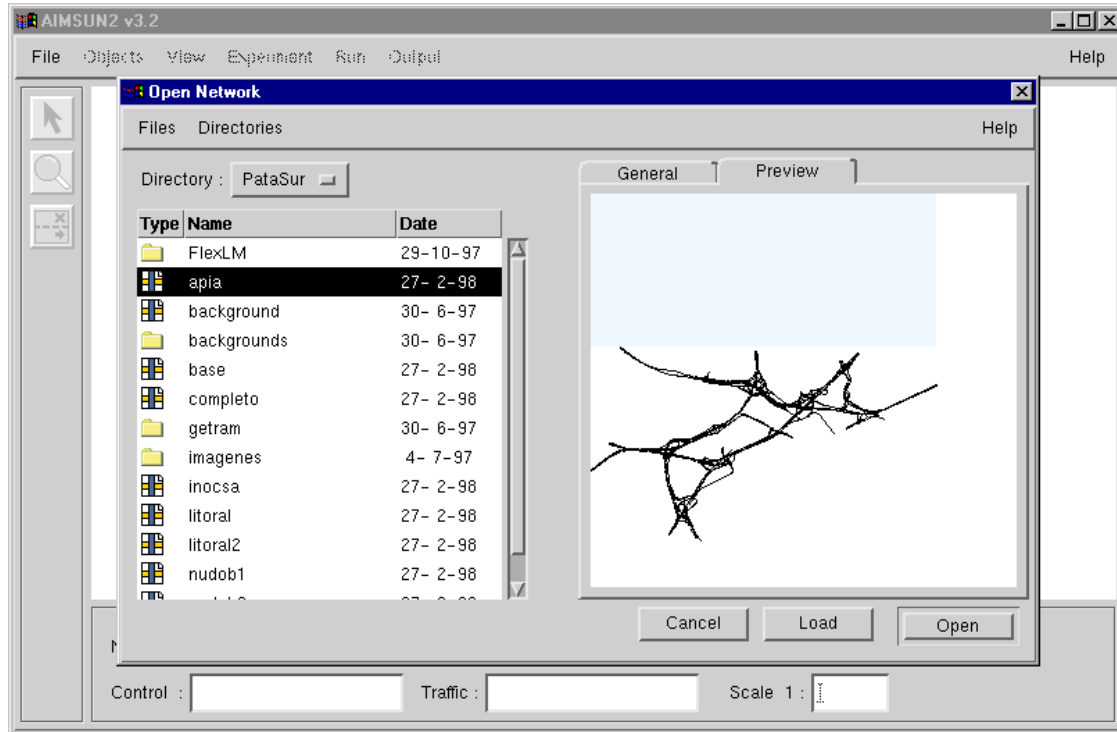 AIMSUN2 v3.2
File Objects View Experiment Run Output Help
Open Network
Files Directories Help
Directory : PataSur
General Preview
Type Name Date
FlexLM 29-10-97
apia 27- 2-98
background 30- 6-97
backgrounds 30- 6-97
base 27- 2-98
completo 27- 2-98
getram 30- 6-97
imagenes 4- 7-97
inocsa 27- 2-98
litoral 27- 2-98
litoral2 27- 2-98
nudob1 27- 2-98
Cancel Load Open
Control : Traffic : Scale 1 :